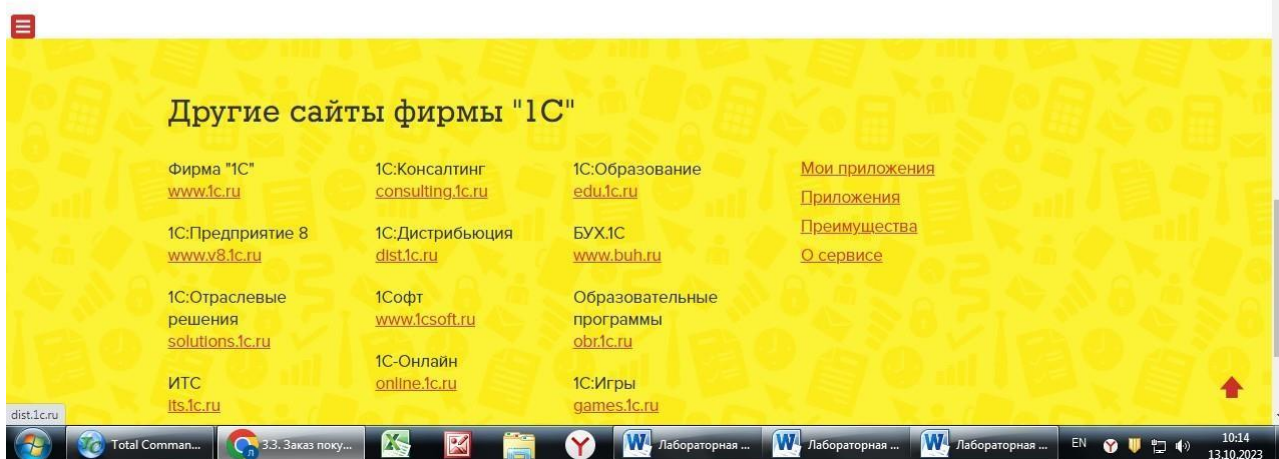 Другие сайты фирмы "1С"
Фирма "1С"
www.1c.ru
1С:Предприятие 8
www.v8.1c.ru
1С:Отраслевые
решения
solutions.1c.ru
ИТС
its.1c.ru
1С:Консалтинг
consulting.1c.ru
1С:Дистрибьюция
dist.1c.ru
1Софт
www.1csoft.ru
1С-Онлайн
online.1c.ru
1С:Образование
edu.1c.ru
БУХ.1С
www.buh.ru
Образовательные
программы
obr.1c.ru
1С:Игры
games.1c.ru
Мои приложения
Приложения
Преимущества
О сервисе
dist.1c.ru
Total Comman...
3.3. Заказ поку...
Лабораторная ...
Лабораторная ...
Лабораторная ...
EN
10:14
13.10.2023